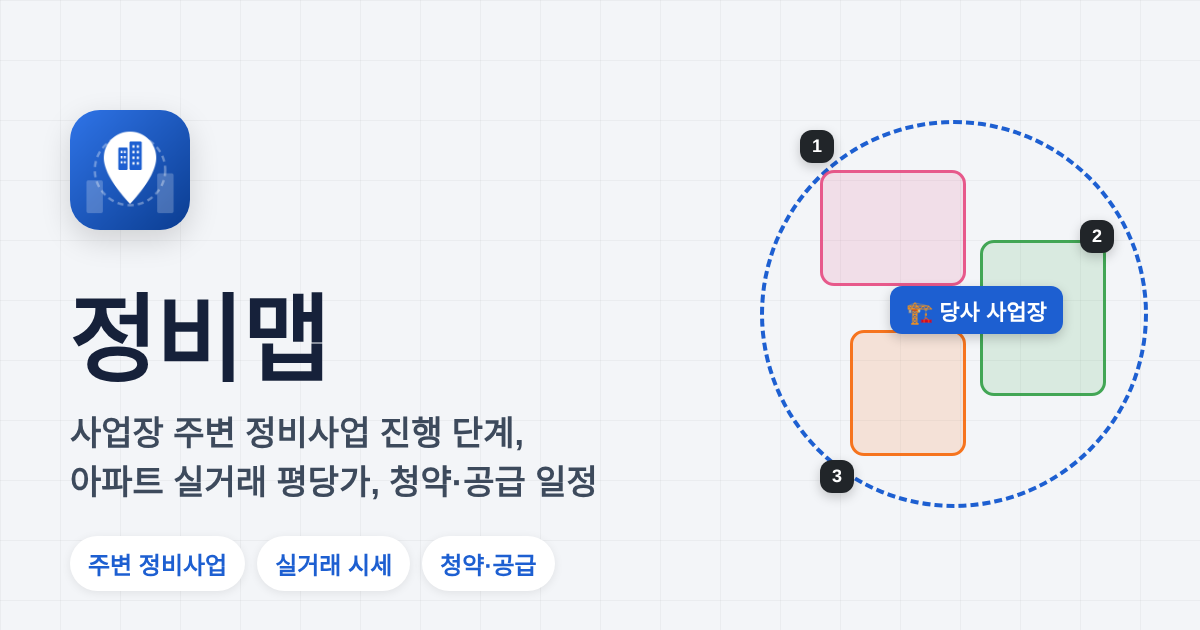 정비맵
사업장 주변 정비사업 진행 단계,
아파트 실거래 평당가, 청약·공급 일정
주변 정비사업
실거래 시세
청약·공급
1
2
🏗️ 당사 사업장
3